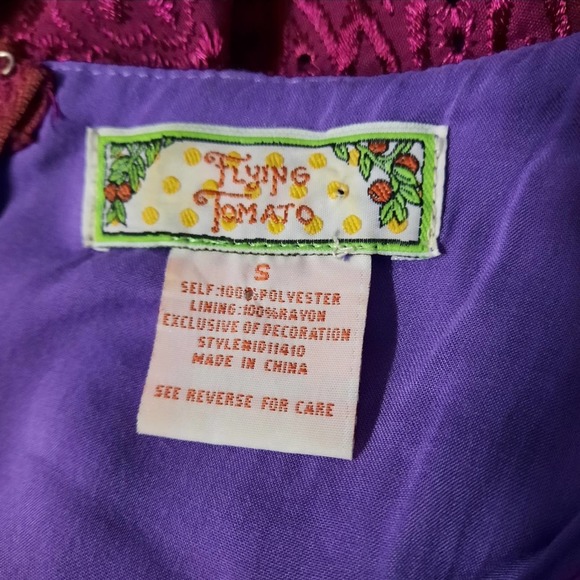 FLYING
TOMATO
S
SELF:100%POLYESTER
LINING:100%RAYON
EXCLUSIVE OF DECORATION
STYLE#ID11410
MADE IN CHINA
SEE REVERSE FOR CARE